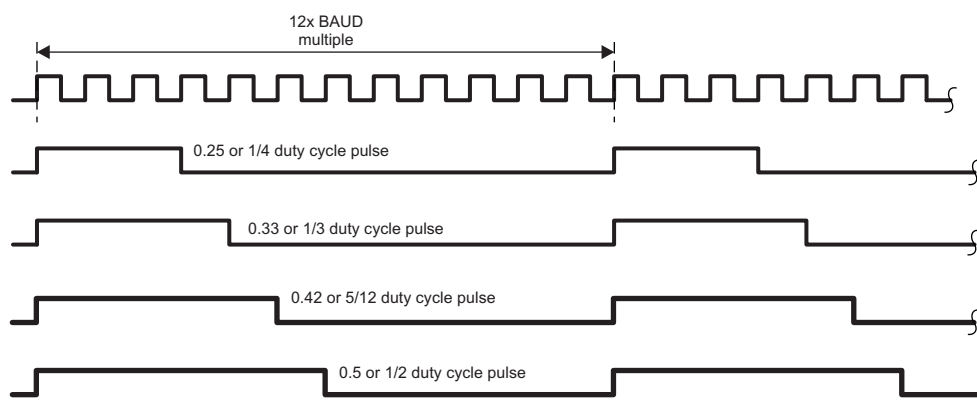 12x BAUD
multiple
0.25 or 1/4 duty cycle pulse
0.33 or 1/3 duty cycle pulse
0.42 or 5/12 duty cycle pulse
0.5 or 1/2 duty cycle pulse